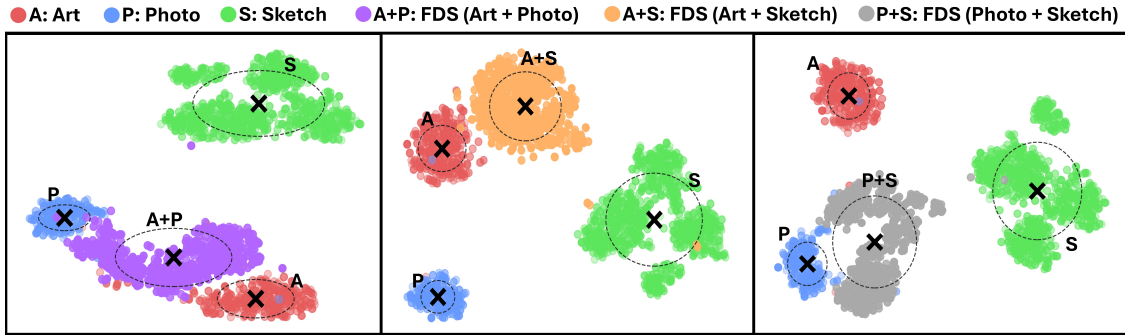 A: Art P: Photo S: Sketch A+P: FDS (Art + Photo) A+S: FDS (Art + Sketch) P+S: FDS (Photo + Sketch)
S
P
A+P
A
A+S
A
S
P
A
P+S
P
S